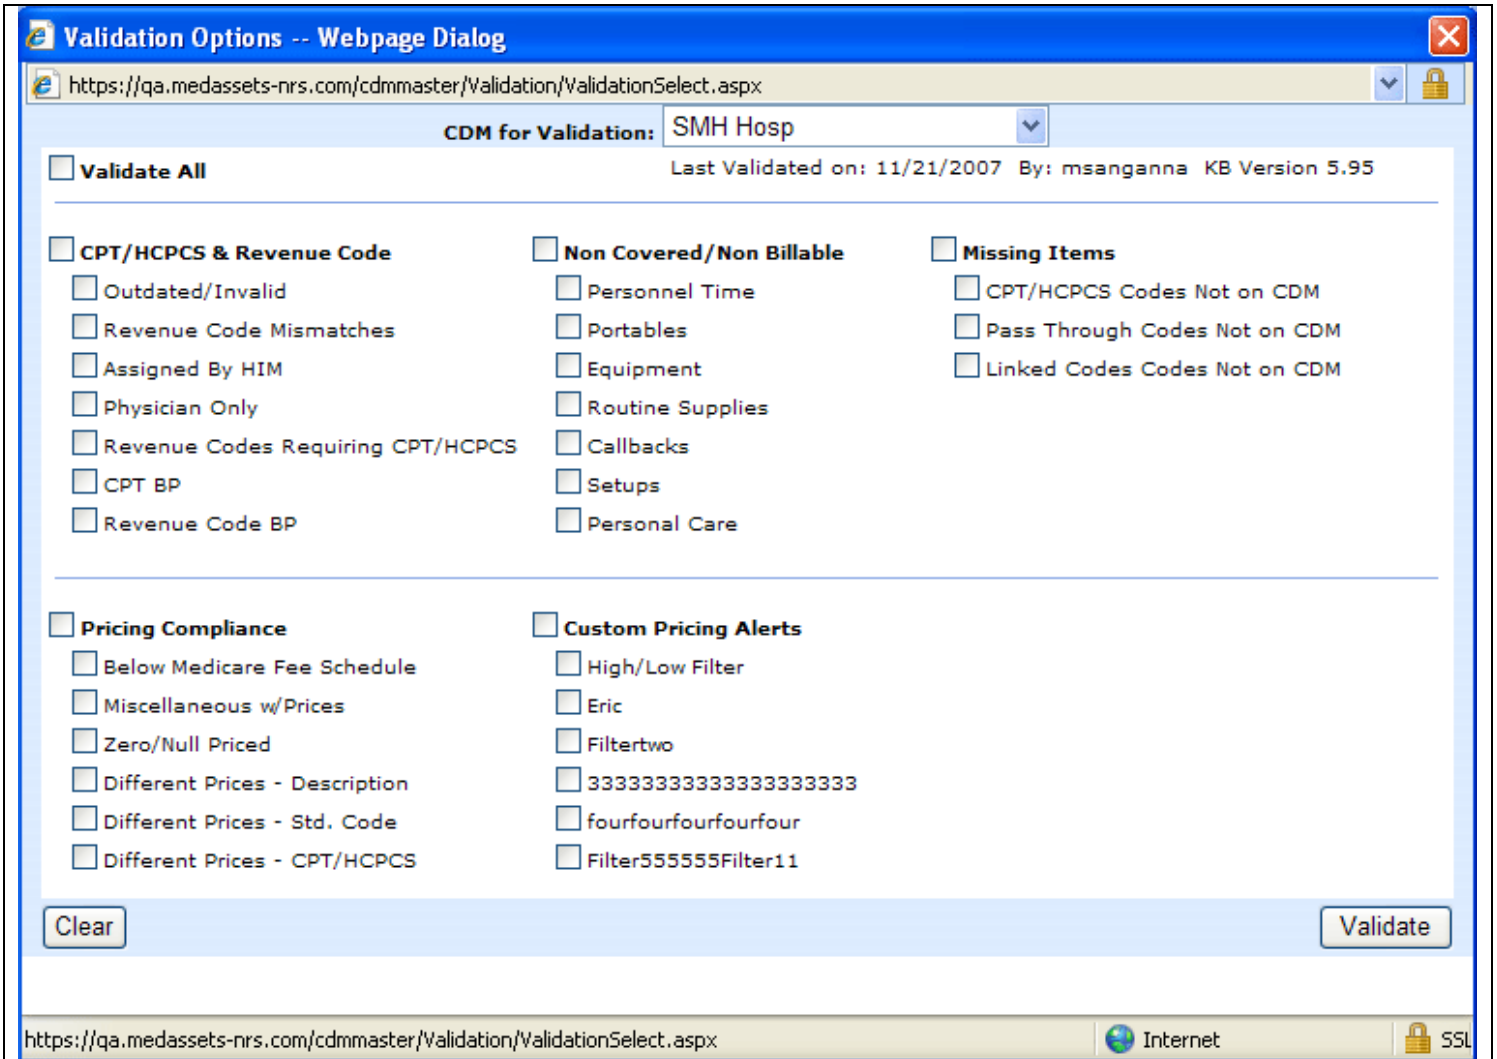 Validation Options -- Webpage Dialog
https://qa.medassets-nrs.com/cdmmaster/Validation/ValidationSelect.aspx
CDM for Validation: SMH Hosp
Validate All
Last Validated on: 11/21/2007 By: msanganna KB Version 5.95
CPT/HCPCS & Revenue Code
Outdated/Invalid
Revenue Code Mismatches
Assigned By HIM
Physician Only
Revenue Codes Requiring CPT/HCPCS
CPT BP
Revenue Code BP
Non Covered/Non Billable
Personnel Time
Portables
Equipment
Routine Supplies
Callbacks
Setups
Personal Care
Missing Items
CPT/HCPCS Codes Not on CDM
Pass Through Codes Not on CDM
Linked Codes Codes Not on CDM
Pricing Compliance
Below Medicare Fee Schedule
Miscellaneous w/Prices
Zero/Null Priced
Different Prices - Description
Different Prices - Std. Code
Different Prices - CPT/HCPCS
Custom Pricing Alerts
High/Low Filter
Eric
Filtertwo
33333333333333333333
fourfourfourfourfour
Filter555555Filter11
Clear
Validate
https://qa.medassets-nrs.com/cdmmaster/Validation/ValidationSelect.aspx
Internet
SSL